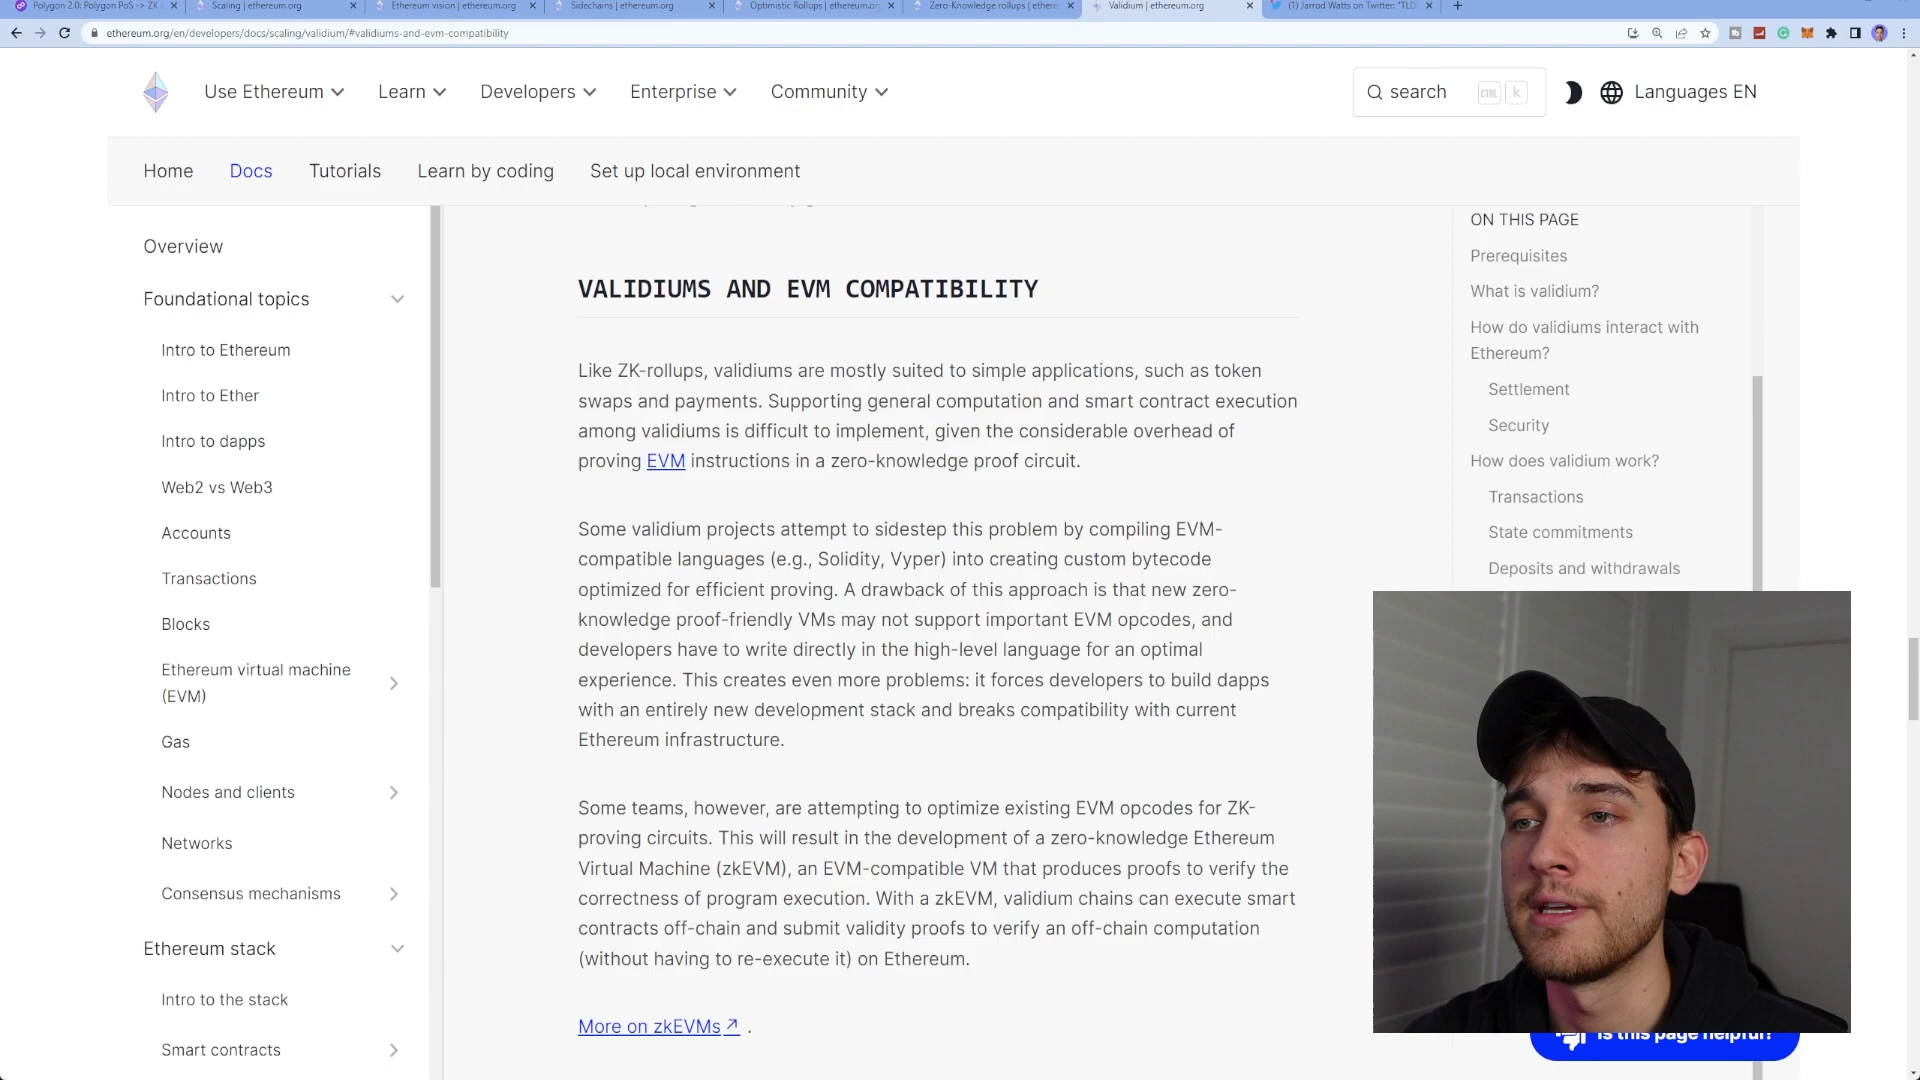 Polygon 2.0: Polygon PoS -> ZK
Scaling | ethereum.org
Ethereum vision | ethereum.org
Sidechains | ethereum.org
Optimistic Rollups | ethereum.org
Zero-Knowledge rollups | ethere
Validium | ethereum.org
(1) Jarrod Watts on Twitter: "TLD
ethereum.org/en/developers/docs/scaling/validium/#validiums-and-evm-compatibility
Use Ethereum
Learn
Developers
Enterprise
Community
search
CTRL
k
Languages EN
Home
Docs
Tutorials
Learn by coding
Set up local environment
Overview
Foundational topics
Intro to Ethereum
Intro to Ether
Intro to dapps
Web2 vs Web3
Accounts
Transactions
Blocks
Ethereum virtual machine
(EVM)
Gas
Nodes and clients
Networks
Consensus mechanisms
Ethereum stack
Intro to the stack
Smart contracts
VALIDIUMS AND EVM COMPATIBILITY
Like ZK-rollups, validiums are mostly suited to simple applications, such as token
swaps and payments. Supporting general computation and smart contract execution
among validiums is difficult to implement, given the considerable overhead of
proving EVM instructions in a zero-knowledge proof circuit.
Some validium projects attempt to sidestep this problem by compiling EVM-
compatible languages (e.g., Solidity, Vyper) into creating custom bytecode
optimized for efficient proving. A drawback of this approach is that new zero-
knowledge proof-friendly VMs may not support important EVM opcodes, and
developers have to write directly in the high-level language for an optimal
experience. This creates even more problems: it forces developers to build dapps
with an entirely new development stack and breaks compatibility with current
Ethereum infrastructure.
Some teams, however, are attempting to optimize existing EVM opcodes for ZK-
proving circuits. This will result in the development of a zero-knowledge Ethereum
Virtual Machine (zkEVM), an EVM-compatible VM that produces proofs to verify the
correctness of program execution. With a zkEVM, validium chains can execute smart
contracts off-chain and submit validity proofs to verify an off-chain computation
(without having to re-execute it) on Ethereum.
More on zkEVMs ↗ .
ON THIS PAGE
Prerequisites
What is validium?
How do validiums interact with
Ethereum?
Settlement
Security
How does validium work?
Transactions
State commitments
Deposits and withdrawals
Is this page helpful?